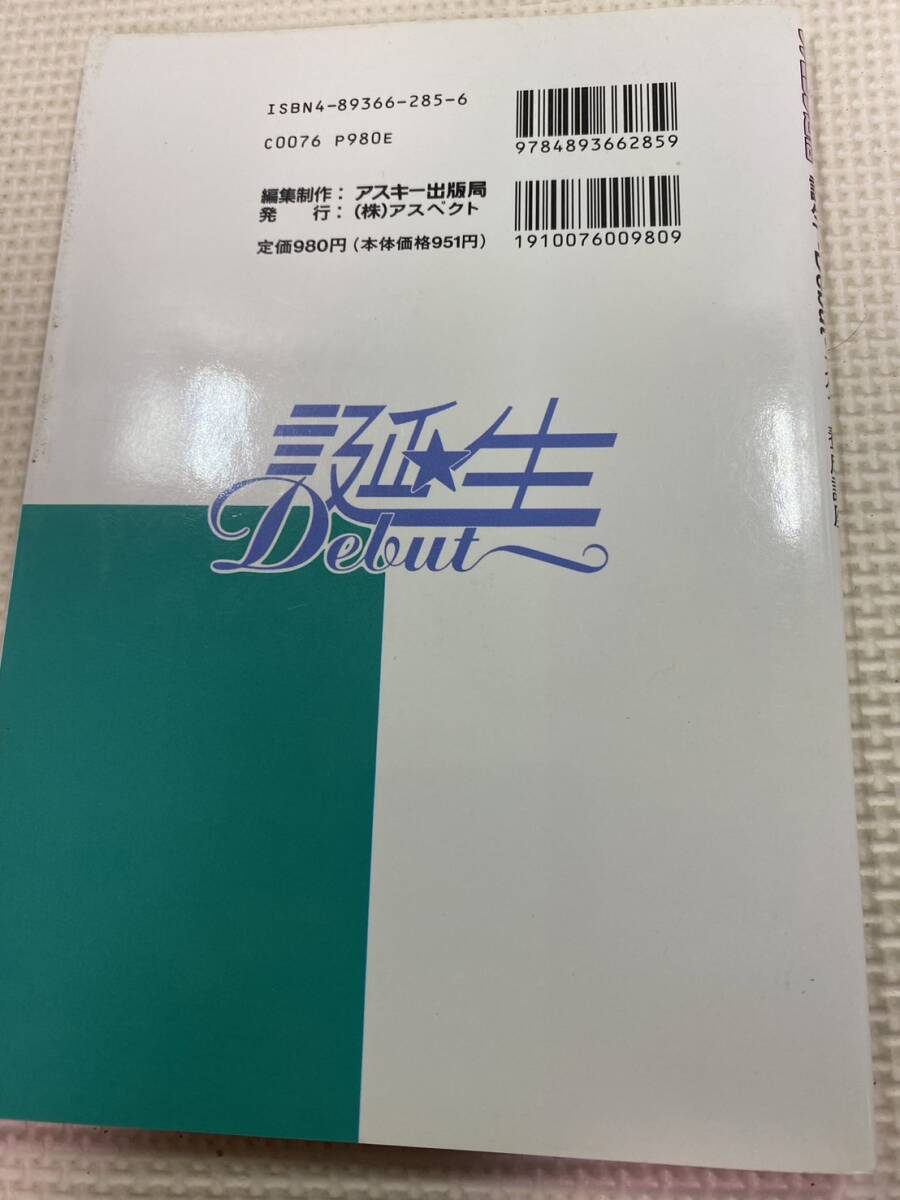 ISBN4-89366-285-6
C0076 P980E
9784893662859
編集制作：アスキー出版局
発　　行：(株)アスペクト
定価980円(本体価格951円)
1910076009809
誕★生
Debut